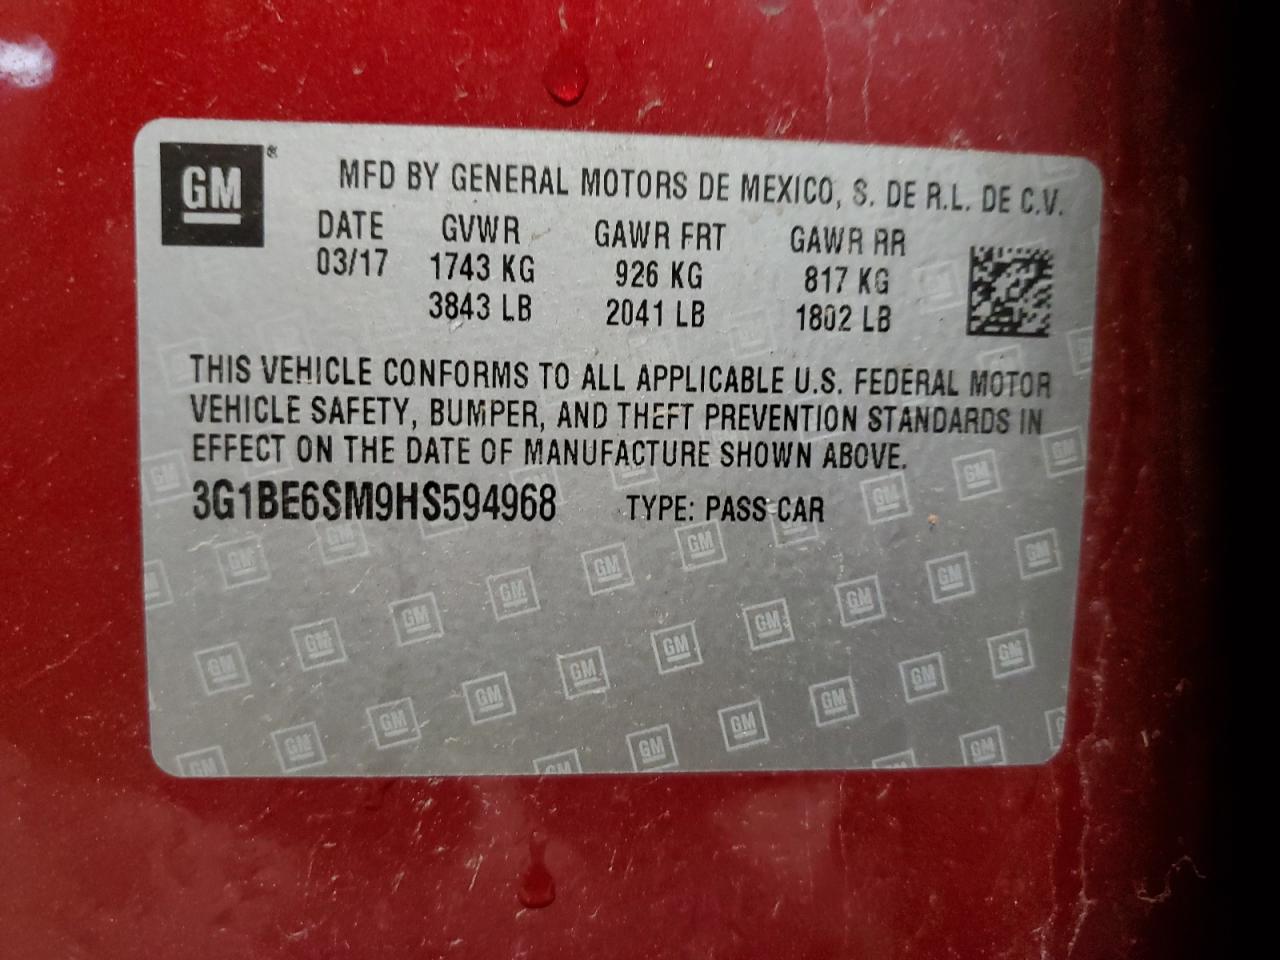 GM®
MFD BY GENERAL MOTORS DE MEXICO, S. DE R.L. DE C.V.
DATE GVWR GAWR FRT GAWR RR
03/17 1743 KG 926 KG 817 KG
3843 LB 2041 LB 1802 LB
THIS VEHICLE CONFORMS TO ALL APPLICABLE U.S. FEDERAL MOTOR
VEHICLE SAFETY, BUMPER, AND THEFT PREVENTION STANDARDS IN
EFFECT ON THE DATE OF MANUFACTURE SHOWN ABOVE.
3G1BE6SM9HS594968 TYPE: PASS CAR